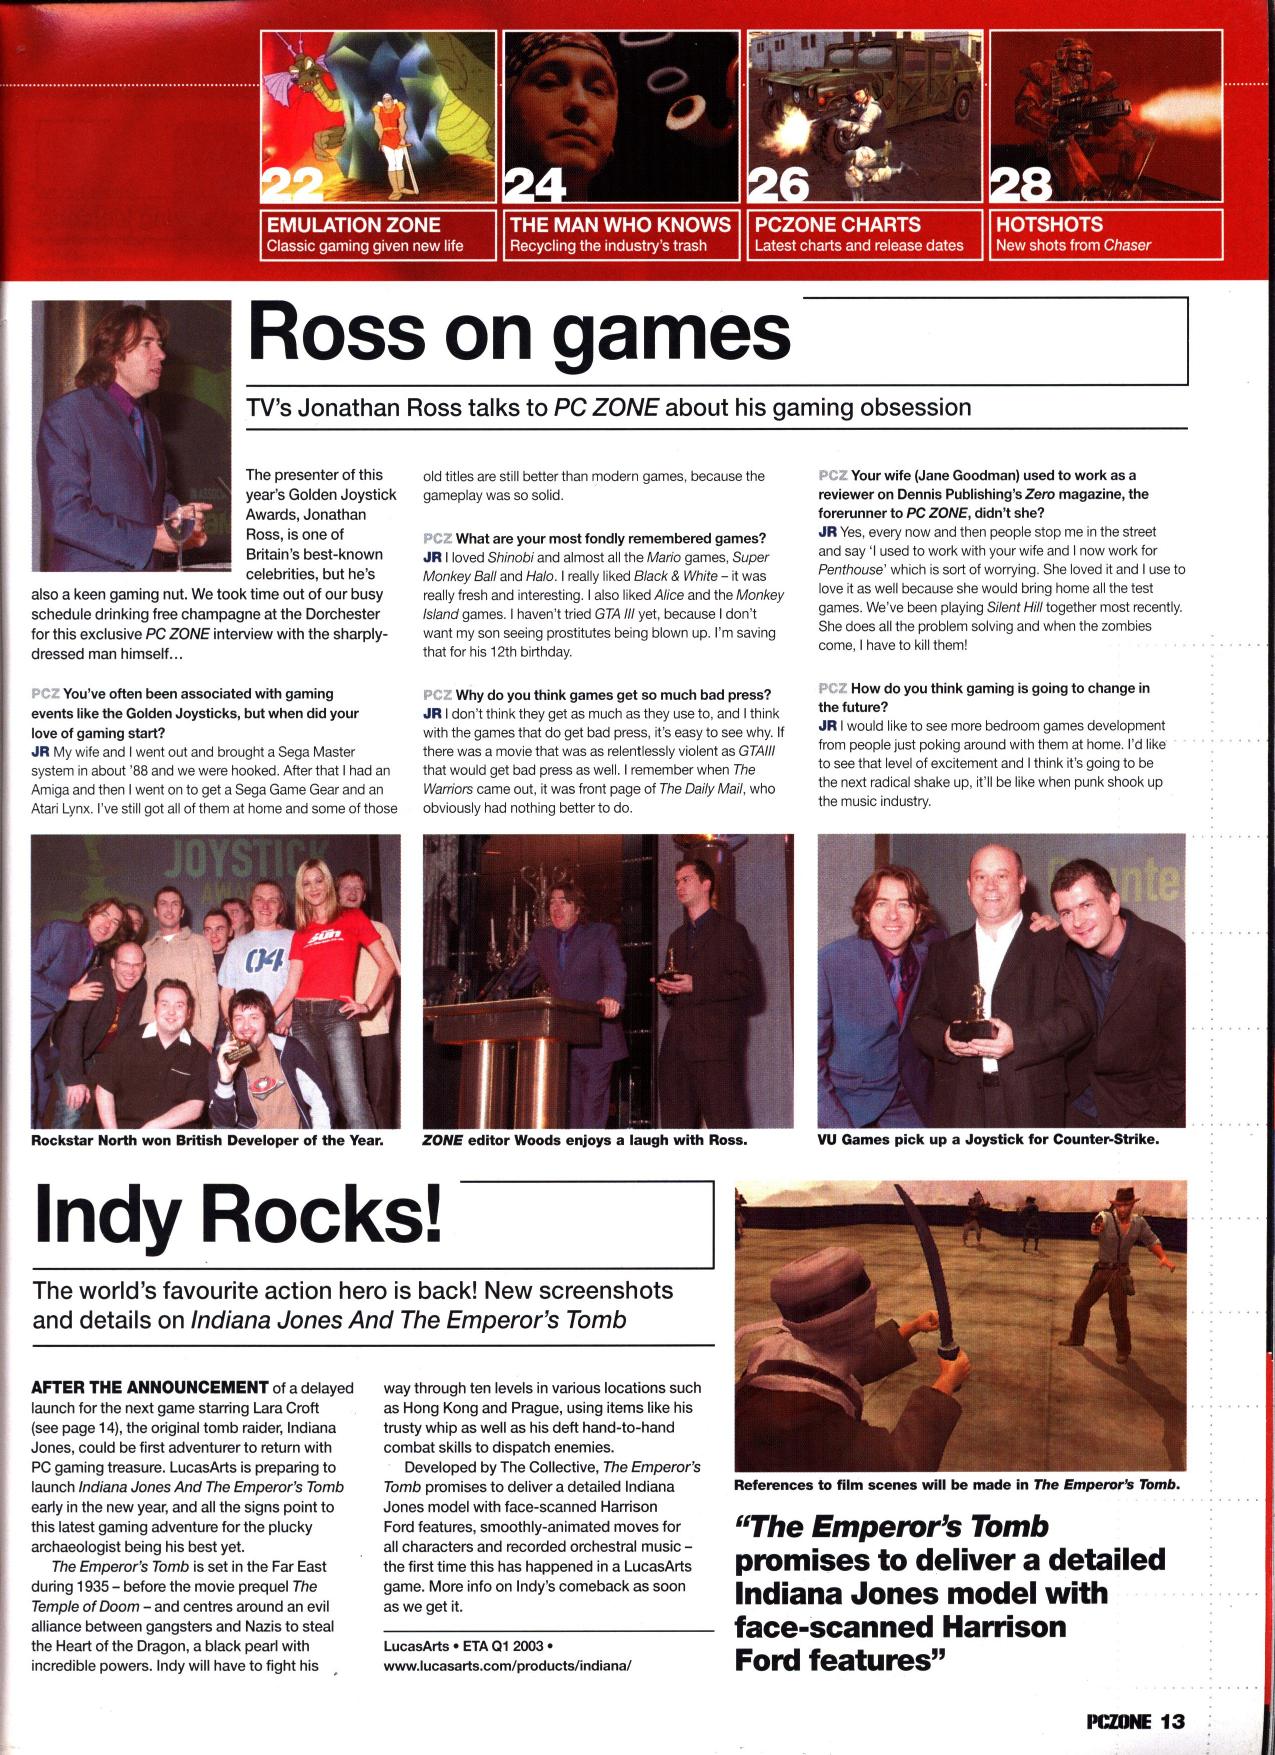 22
EMULATION ZONE
Classic gaming given new life
24
THE MAN WHO KNOWS
Recycling the industry's trash
26
PCZONE CHARTS
Latest charts and release dates
28
HOTSHOTS
New shots from Chaser
Ross on games
TV's Jonathan Ross talks to PC ZONE about his gaming obsession
The presenter of this
year's Golden Joystick
Awards, Jonathan
Ross, is one of
Britain's best-known
celebrities, but he's
also a keen gaming nut. We took time out of our busy
schedule drinking free champagne at the Dorchester
for this exclusive PC ZONE interview with the sharply-
dressed man himself...
PCZ You've often been associated with gaming
events like the Golden Joysticks, but when did your
love of gaming start?
JR My wife and I went out and brought a Sega Master
system in about '88 and we were hooked. After that I had an
Amiga and then I went on to get a Sega Game Gear and an
Atari Lynx. I've still got all of them at home and some of those
old titles are still better than modern games, because the
gameplay was so solid.
PCZ What are your most fondly remembered games?
JR I loved Shinobi and almost all the Mario games, Super
Monkey Ball and Halo. I really liked Black & White – it was
really fresh and interesting. I also liked Alice and the Monkey
Island games. I haven't tried GTA III yet, because I don't
want my son seeing prostitutes being blown up. I'm saving
that for his 12th birthday.
PCZ Why do you think games get so much bad press?
JR I don't think they get as much as they use to, and I think
with the games that do get bad press, it's easy to see why. If
there was a movie that was as relentlessly violent as GTAIII
that would get bad press as well. I remember when The
Warriors came out, it was front page of The Daily Mail, who
obviously had nothing better to do.
PCZ Your wife (Jane Goodman) used to work as a
reviewer on Dennis Publishing's Zero magazine, the
forerunner to PC ZONE, didn't she?
JR Yes, every now and then people stop me in the street
and say 'I used to work with your wife and I now work for
Penthouse' which is sort of worrying. She loved it and I use to
love it as well because she would bring home all the test
games. We've been playing Silent Hill together most recently.
She does all the problem solving and when the zombies
come, I have to kill them!
PCZ How do you think gaming is going to change in
the future?
JR I would like to see more bedroom games development
from people just poking around with them at home. I'd like
to see that level of excitement and I think it's going to be
the next radical shake up, it'll be like when punk shook up
the music industry.
JOYSTICK
AWA
04
sun
Rockstar North won British Developer of the Year.
ZONE editor Woods enjoys a laugh with Ross.
VU Games pick up a Joystick for Counter-Strike.
Indy Rocks!
The world's favourite action hero is back! New screenshots
and details on Indiana Jones And The Emperor's Tomb
AFTER THE ANNOUNCEMENT of a delayed
launch for the next game starring Lara Croft
(see page 14), the original tomb raider, Indiana
Jones, could be first adventurer to return with
PC gaming treasure. LucasArts is preparing to
launch Indiana Jones And The Emperor's Tomb
early in the new year, and all the signs point to
this latest gaming adventure for the plucky
archaeologist being his best yet.
The Emperor's Tomb is set in the Far East
during 1935 – before the movie prequel The
Temple of Doom – and centres around an evil
alliance between gangsters and Nazis to steal
the Heart of the Dragon, a black pearl with
incredible powers. Indy will have to fight his
way through ten levels in various locations such
as Hong Kong and Prague, using items like his
trusty whip as well as his deft hand-to-hand
combat skills to dispatch enemies.
Developed by The Collective, The Emperor's
Tomb promises to deliver a detailed Indiana
Jones model with face-scanned Harrison
Ford features, smoothly-animated moves for
all characters and recorded orchestral music –
the first time this has happened in a LucasArts
game. More info on Indy's comeback as soon
as we get it.
LucasArts • ETA Q1 2003 •
www.lucasarts.com/products/indiana/
References to film scenes will be made in The Emperor's Tomb.
"The Emperor's Tomb
promises to deliver a detailed
Indiana Jones model with
face-scanned Harrison
Ford features"
PCZONE 13